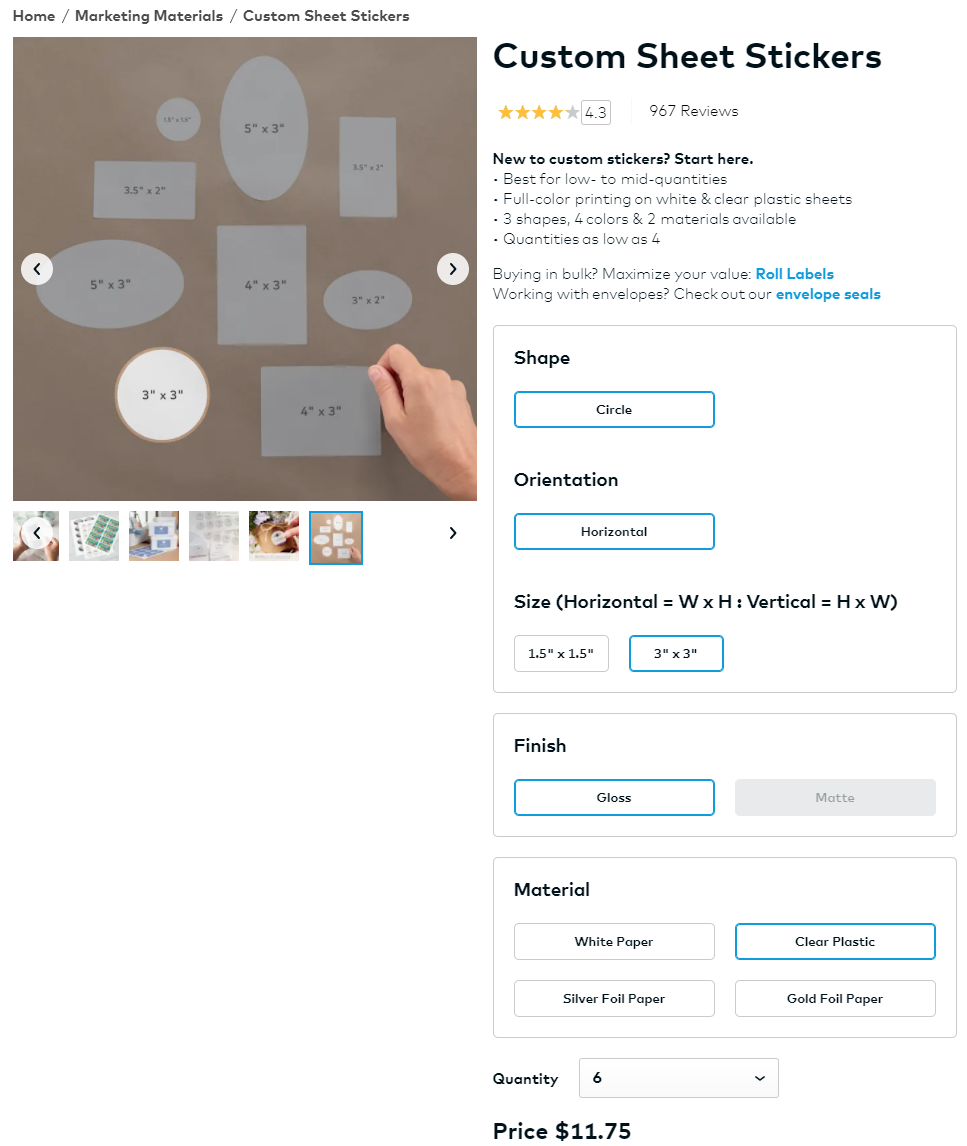 Home / Marketing Materials / Custom Sheet Stickers
1.5" x 1.5"
5" x 3"
3.5" x 2"
3.5" x 2"
5" x 3"
4" x 3"
3" x 2"
3" x 3"
4" x 3"
Custom Sheet Stickers
4.3
967 Reviews
New to custom stickers? Start here.
• Best for low- to mid-quantities
• Full-color printing on white & clear plastic sheets
• 3 shapes, 4 colors & 2 materials available
• Quantities as low as 4
Buying in bulk? Maximize your value: Roll Labels
Working with envelopes? Check out our envelope seals
Shape
Circle
Orientation
Horizontal
Size (Horizontal = W x H : Vertical = H x W)
1.5" x 1.5"
3" x 3"
Finish
Gloss
Matte
Material
White Paper
Clear Plastic
Silver Foil Paper
Gold Foil Paper
Quantity
6
Price $11.75